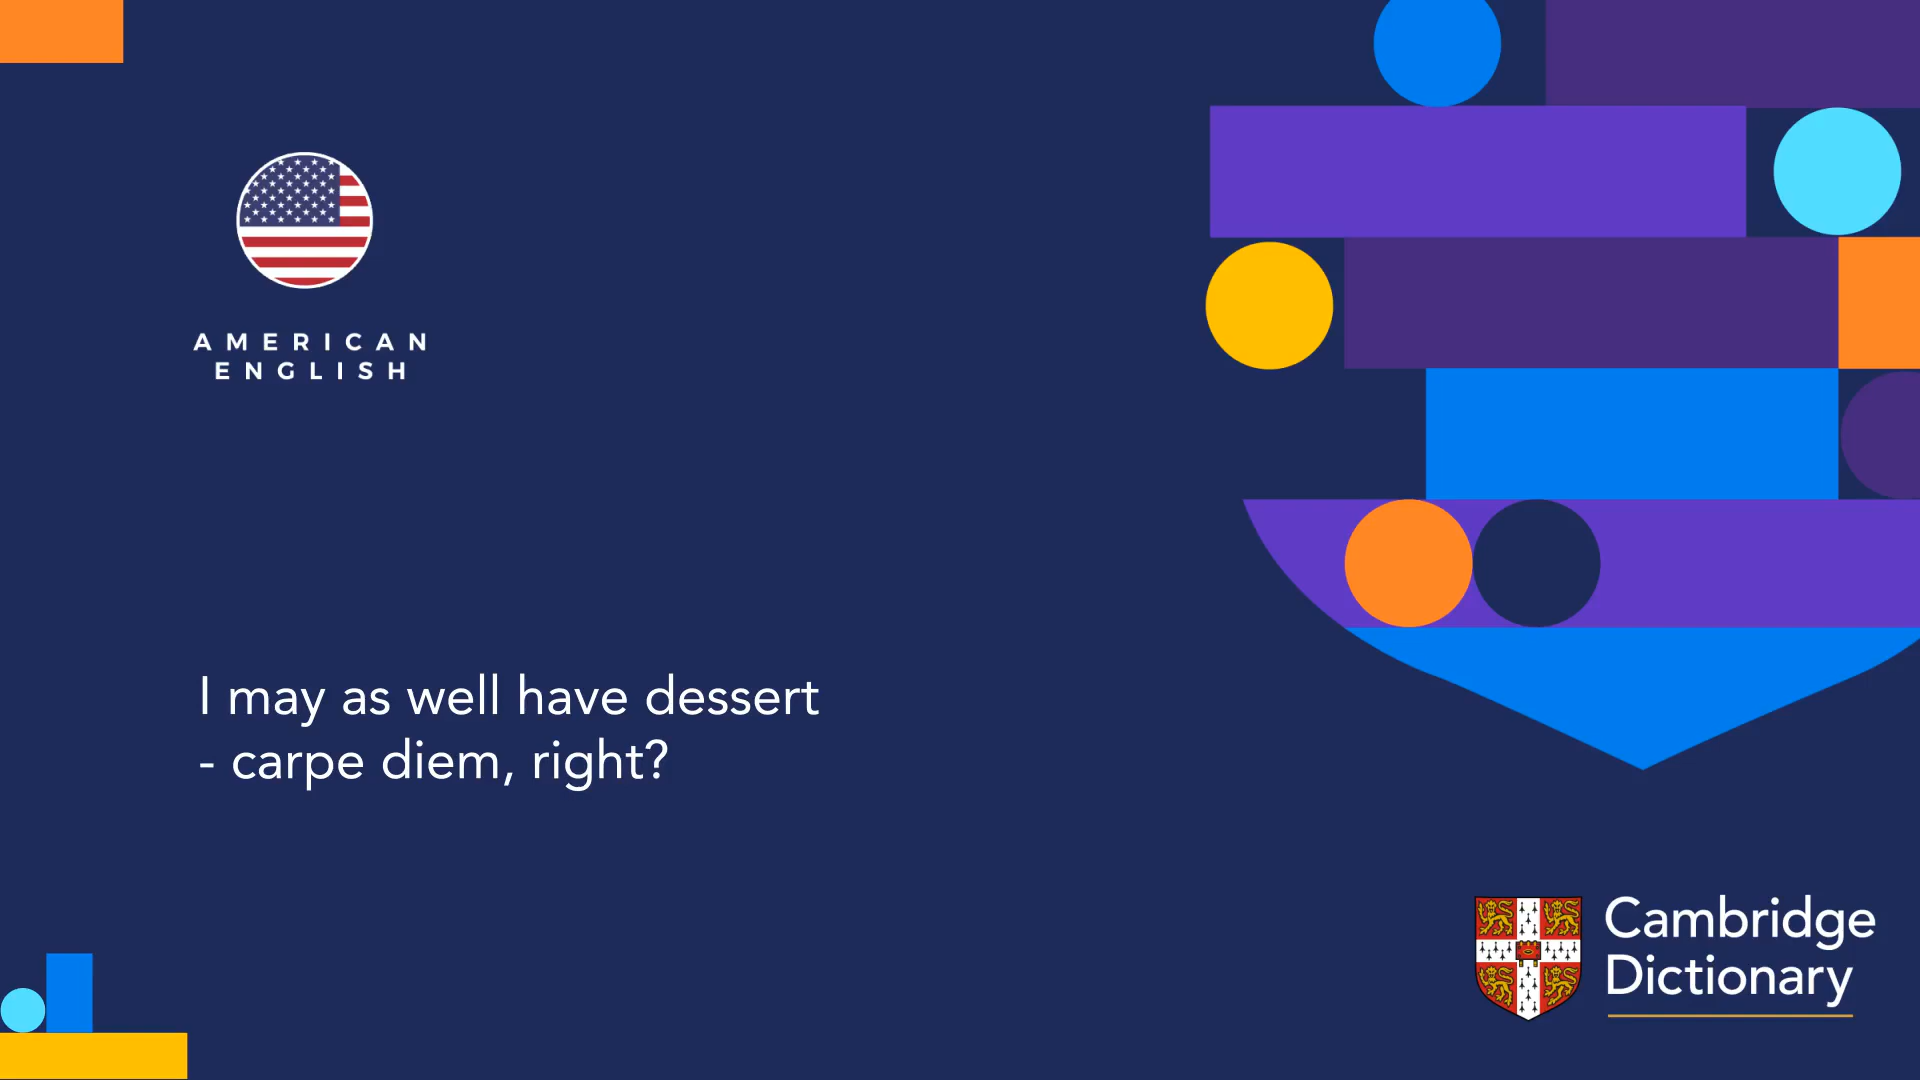 AMERICAN
ENGLISH
I may as well have dessert
- carpe diem, right?
Cambridge
Dictionary